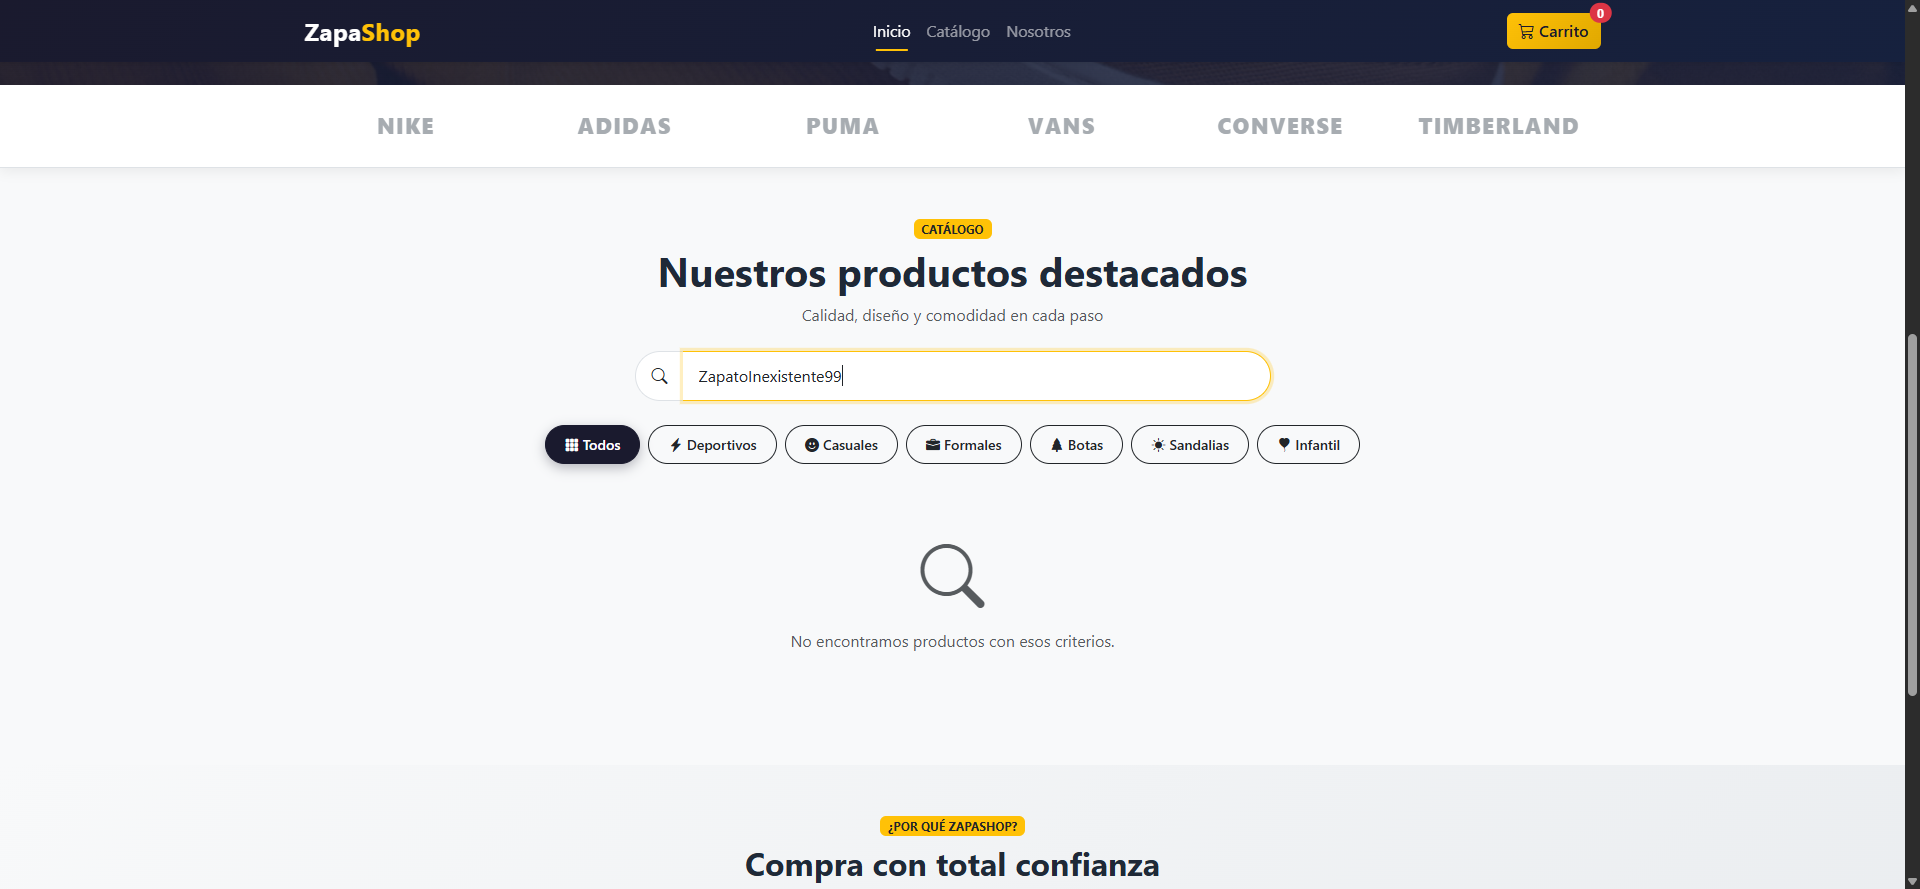 ZapaShop
Inicio Catálogo Nosotros
Carrito
0
NIKE ADIDAS PUMA VANS CONVERSE TIMBERLAND
CATÁLOGO
Nuestros productos destacados
Calidad, diseño y comodidad en cada paso
ZapatoInexistente99
Todos Deportivos Casuales Formales Botas Sandalias Infantil
No encontramos productos con esos criterios.
¿POR QUÉ ZAPASHOP?
Compra con total confianza